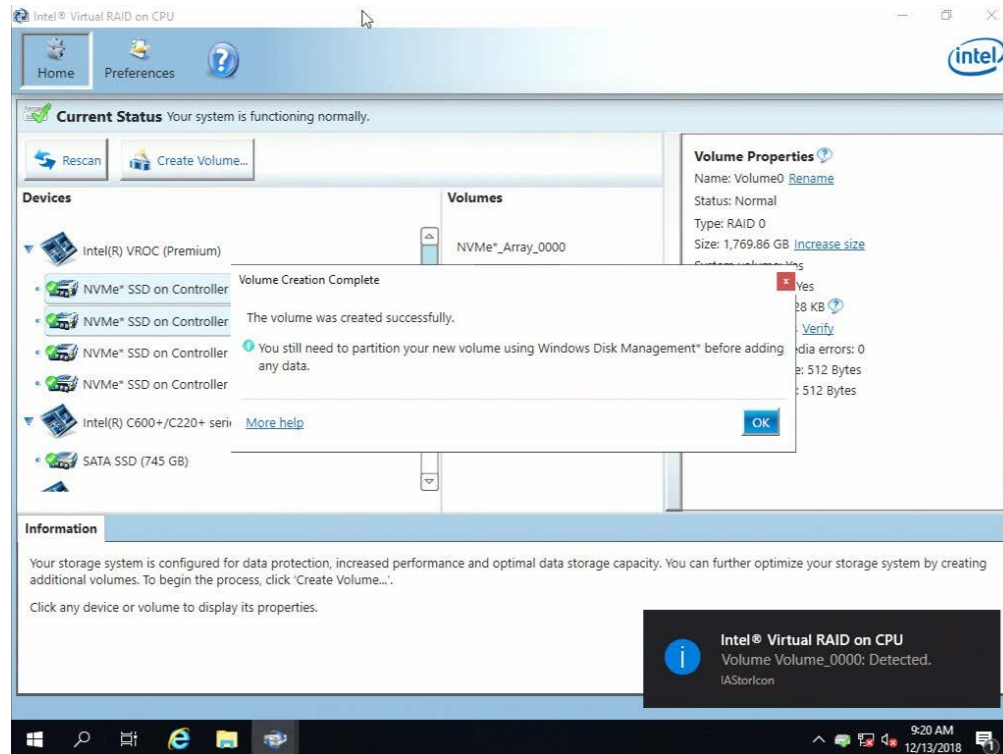 Intel® Virtual RAID on CPU
Home
Preferences
intel
Current Status Your system is functioning normally.
Rescan
Create Volume...
Devices
Intel(R) VROC (Premium)
NVMe* SSD on Controller
NVMe* SSD on Controller
NVMe* SSD on Controller
NVMe* SSD on Controller
Intel(R) C600+/C220+ seri
SATA SSD (745 GB)
Volumes
NVMe*_Array_0000
Volume Properties ?
Name: Volume0 Rename
Status: Normal
Type: RAID 0
Size: 1,769.86 GB Increase size
System volume: Yes
Yes
28 KB ?
Verify
dia errors: 0
e: 512 Bytes
: 512 Bytes
Volume Creation Complete
x
The volume was created successfully.
You still need to partition your new volume using Windows Disk Management* before adding
any data.
More help
OK
Information
Your storage system is configured for data protection, increased performance and optimal data storage capacity. You can further optimize your storage system by creating
additional volumes. To begin the process, click 'Create Volume...'.
Click any device or volume to display its properties.
Intel® Virtual RAID on CPU
Volume Volume_0000: Detected.
IAStorIcon
9:20 AM
12/13/2018